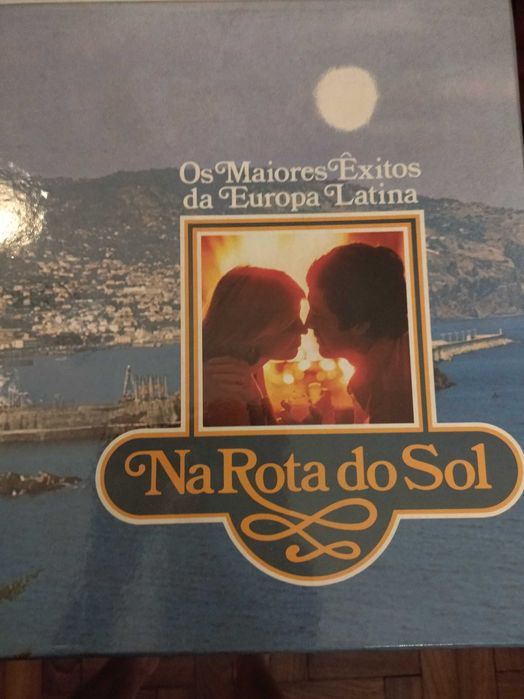 Os Maiores Êxitos
da Europa Latina
Na Rota do Sol